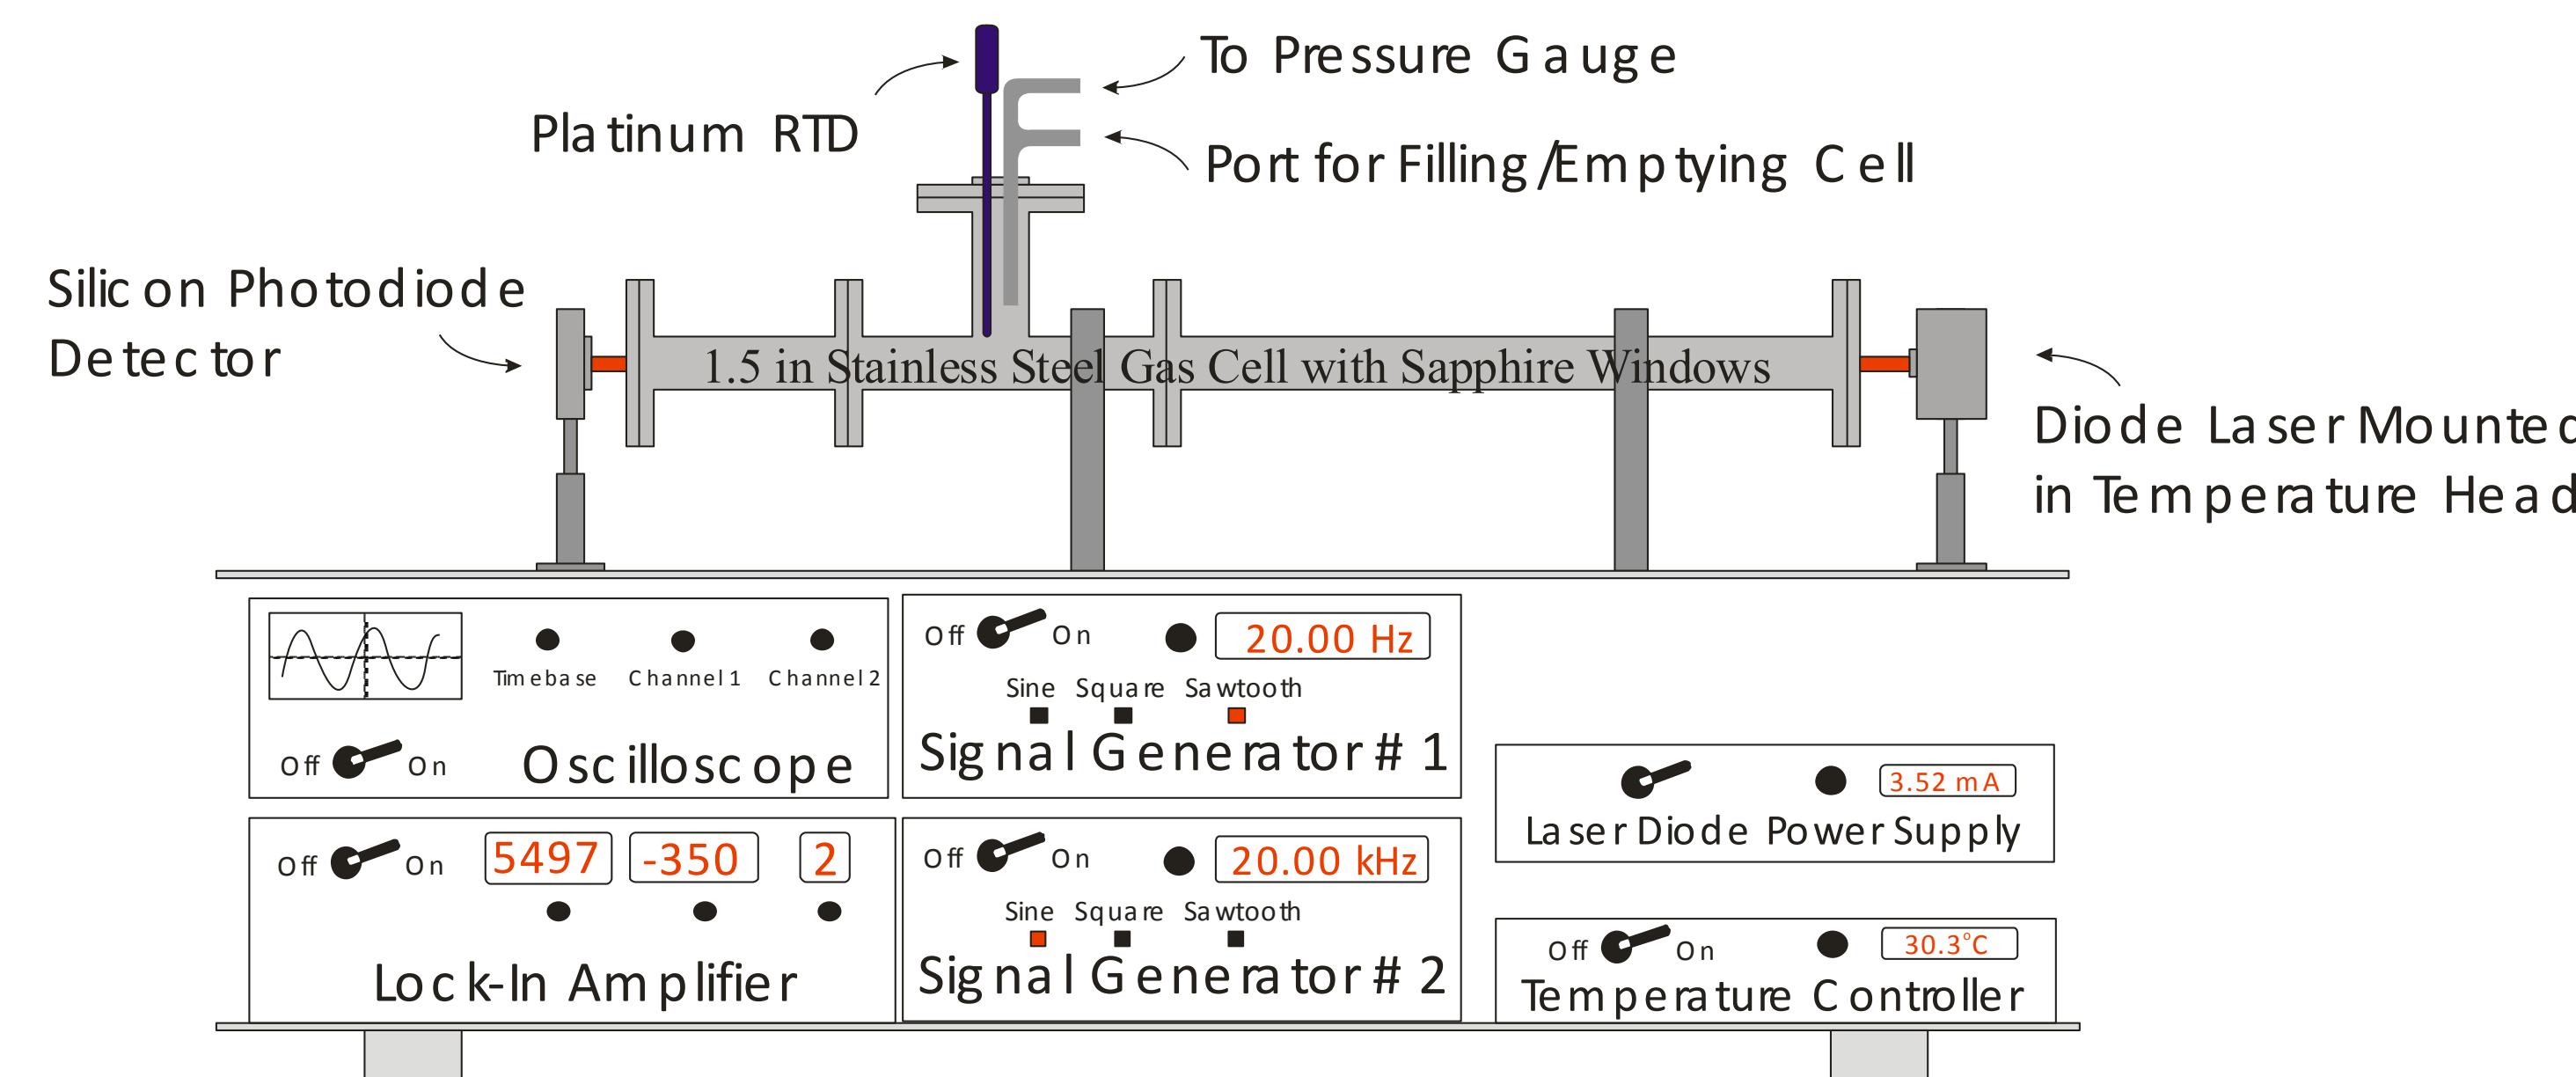 To Pressure Gauge
Platinum RTD
Port for Filling/Emptying Cell
Silicon Photodiode
Detector
1.5 in Stainless Steel Gas Cell with Sapphire Windows
Diode Laser Mounted
in Temperature Head
Timebase Channel 1 Channel 2
Off On Oscilloscope
Off On 20.00 Hz
Sine Square Sawtooth
Signal Generator # 1
3.52 mA
Laser Diode Power Supply
Off On 5497 -350 2
Lock-In Amplifier
Off On 20.00 kHz
Sine Square Sawtooth
Signal Generator # 2
Off On 30.3°C
Temperature Controller